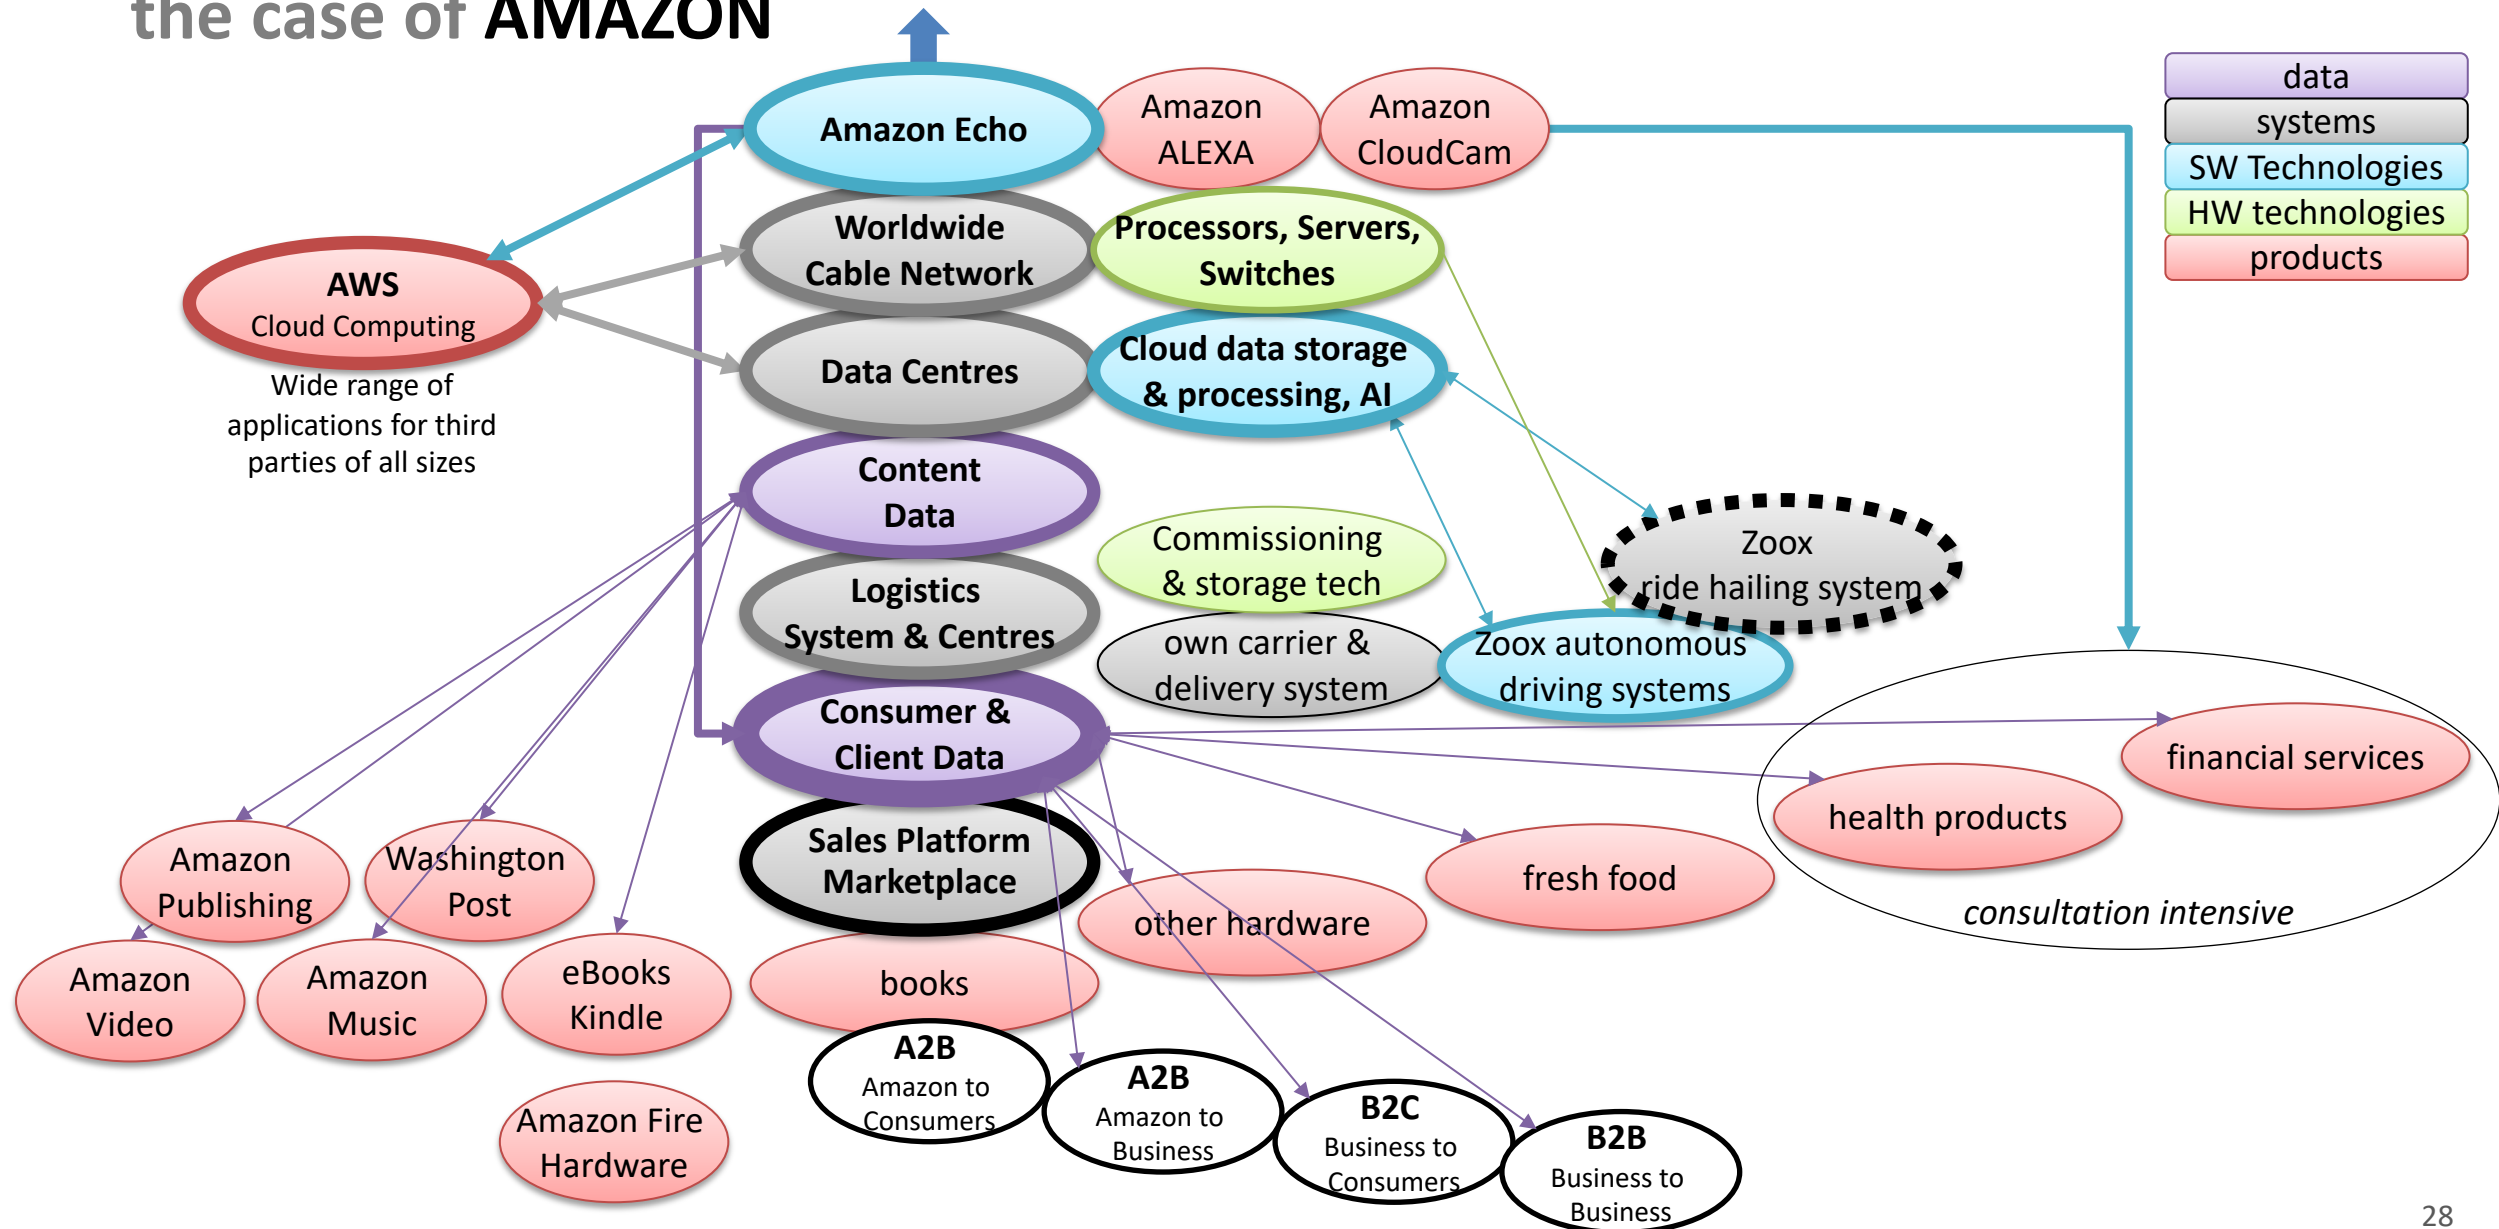 the case of AMAZON
data
systems
SW Technologies
HW technologies
products
Amazon Echo
Amazon
ALEXA
Amazon
CloudCam
Worldwide
Cable Network
Processors, Servers,
Switches
AWS
Cloud Computing
Wide range of
applications for third
parties of all sizes
Data Centres
Cloud data storage
& processing, AI
Content
Data
Commissioning
& storage tech
Zoox
ride hailing system
Logistics
System & Centres
own carrier &
delivery system
Zoox autonomous
driving systems
Consumer &
Client Data
financial services
health products
fresh food
consultation intensive
Sales Platform
Marketplace
other hardware
Amazon
Publishing
Washington
Post
Amazon
Video
Amazon
Music
eBooks
Kindle
books
Amazon Fire
Hardware
A2B
Amazon to
Consumers
A2B
Amazon to
Business
B2C
Business to
Consumers
B2B
Business to
Business
28